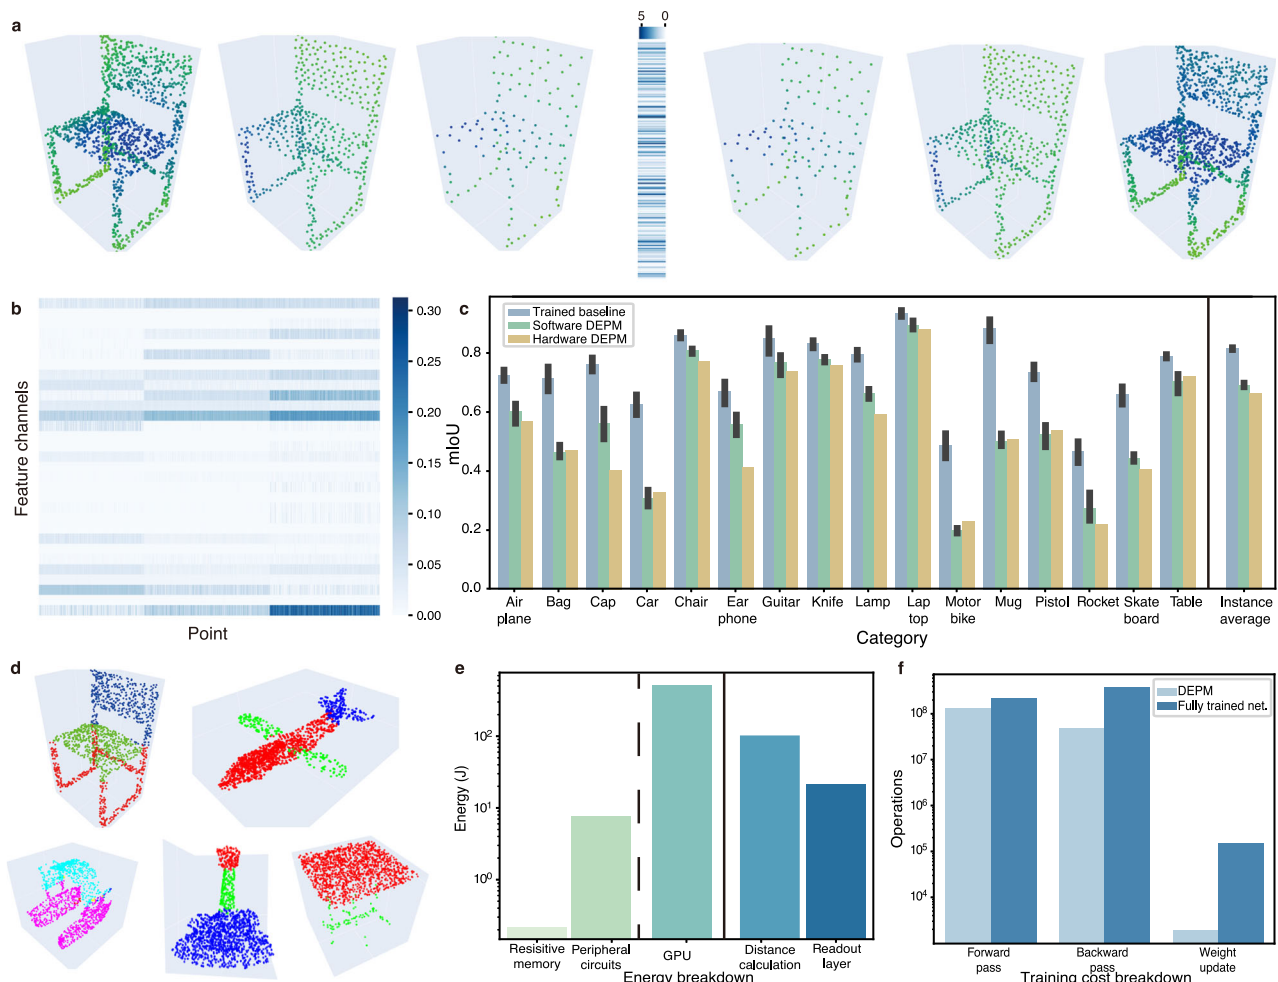 a
5 0
b
Feature channels
Point
0.30
0.25
0.20
0.15
0.10
0.05
0.00
c
Trained baseline
Software DEPM
Hardware DEPM
mIoU
0.8
0.6
0.4
0.2
0.0
Air plane
Bag
Cap
Car
Chair
Ear phone
Guitar
Knife
Lamp
Lap top
Motor bike
Mug
Pistol
Rocket
Skate board
Table
Instance average
Category
d
e
Energy (J)
10²
10¹
10⁰
Resisitive memory
Peripheral circuits
GPU
Distance calculation
Readout layer
Energy breakdown
f
DEPM
Fully trained net.
Operations
10⁸
10⁷
10⁶
10⁵
10⁴
Forward pass
Backward pass
Weight update
Training cost breakdown